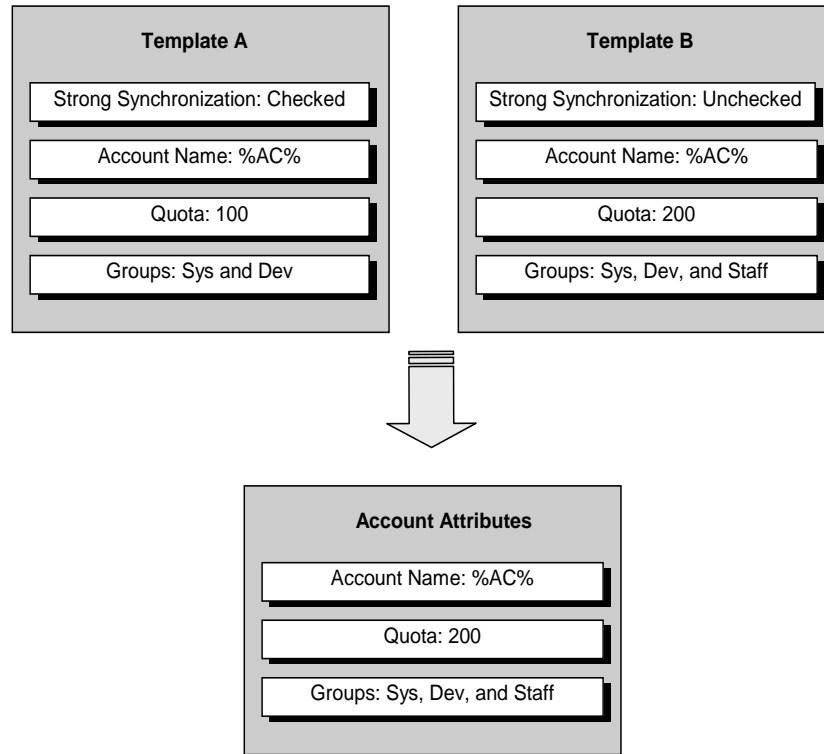 Template A
Strong Synchronization: Checked
Account Name: %AC%
Quota: 100
Groups: Sys and Dev
Template B
Strong Synchronization: Unchecked
Account Name: %AC%
Quota: 200
Groups: Sys, Dev, and Staff
Account Attributes
Account Name: %AC%
Quota: 200
Groups: Sys, Dev, and Staff